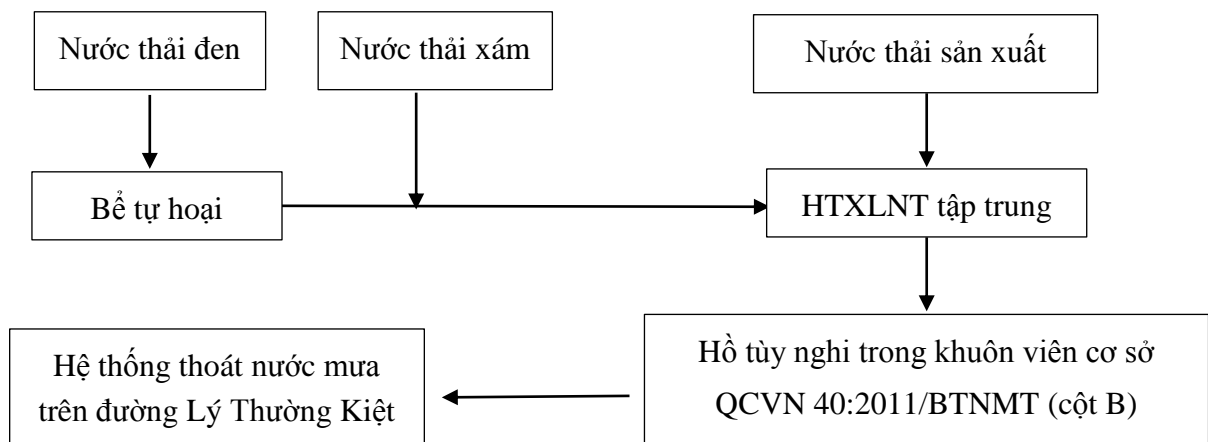 Nước thải đen
Nước thải xám
Nước thải sản xuất
Bể tự hoại
HTXLNT tập trung
Hệ thống thoát nước mưa
trên đường Lý Thường Kiệt
Hồ tùy nghi trong khuôn viên cơ sở
QCVN 40:2011/BTNMT (cột B)